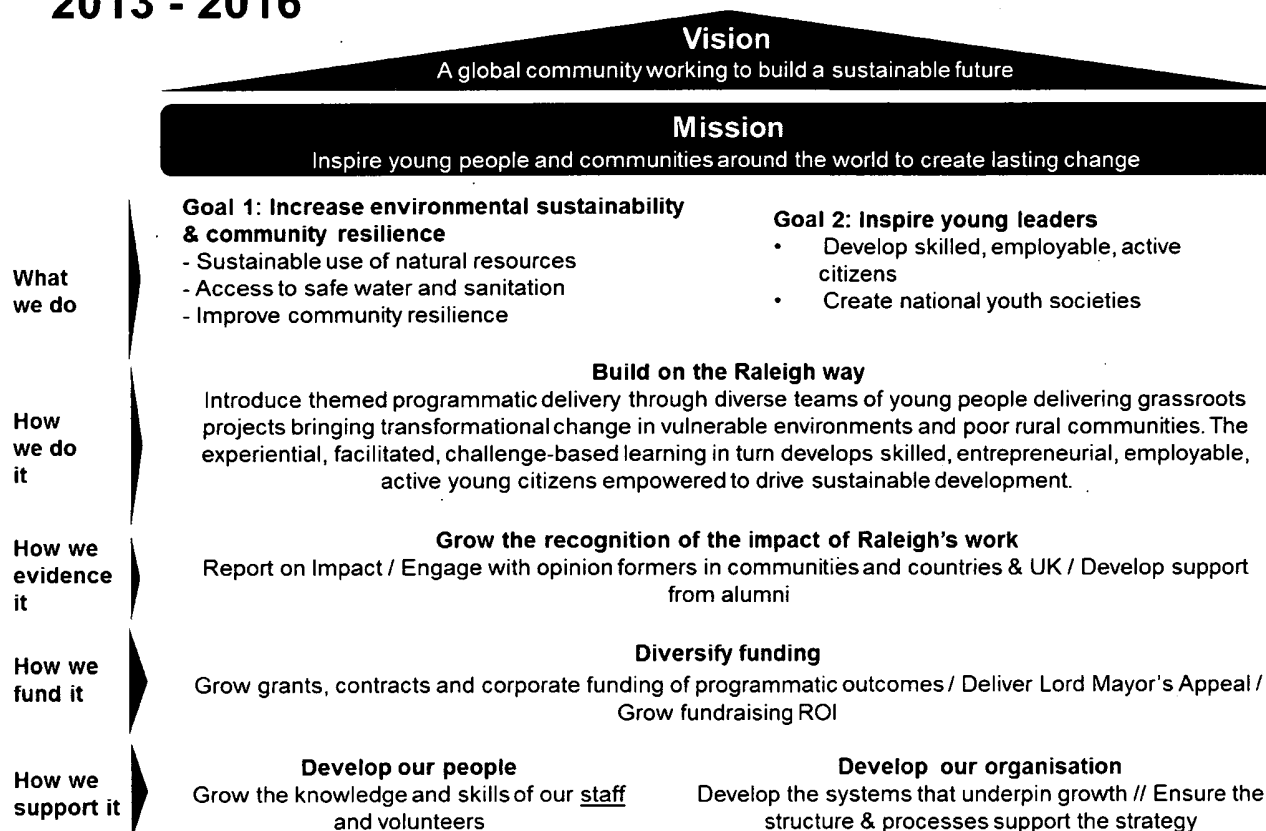 2013 - 2016
Vision
A global community working to build a sustainable future
Mission
Inspire young people and communities around the world to create lasting change
What
we do
Goal 1: Increase environmental sustainability
& community resilience
- Sustainable use of natural resources
- Access to safe water and sanitation
- Improve community resilience
Goal 2: Inspire young leaders
• Develop skilled, employable, active
citizens
• Create national youth societies
How
we do
it
Build on the Raleigh way
Introduce themed programmatic delivery through diverse teams of young people delivering grassroots
projects bringing transformational change in vulnerable environments and poor rural communities. The
experiential, facilitated, challenge-based learning in turn develops skilled, entrepreneurial, employable,
active young citizens empowered to drive sustainable development.
How we
evidence
it
Grow the recognition of the impact of Raleigh's work
Report on Impact / Engage with opinion formers in communities and countries & UK / Develop support
from alumni
How we
fund it
Diversify funding
Grow grants, contracts and corporate funding of programmatic outcomes / Deliver Lord Mayor's Appeal /
Grow fundraising ROI
How we
support it
Develop our people
Grow the knowledge and skills of our staff
and volunteers
Develop our organisation
Develop the systems that underpin growth // Ensure the
structure & processes support the strategy